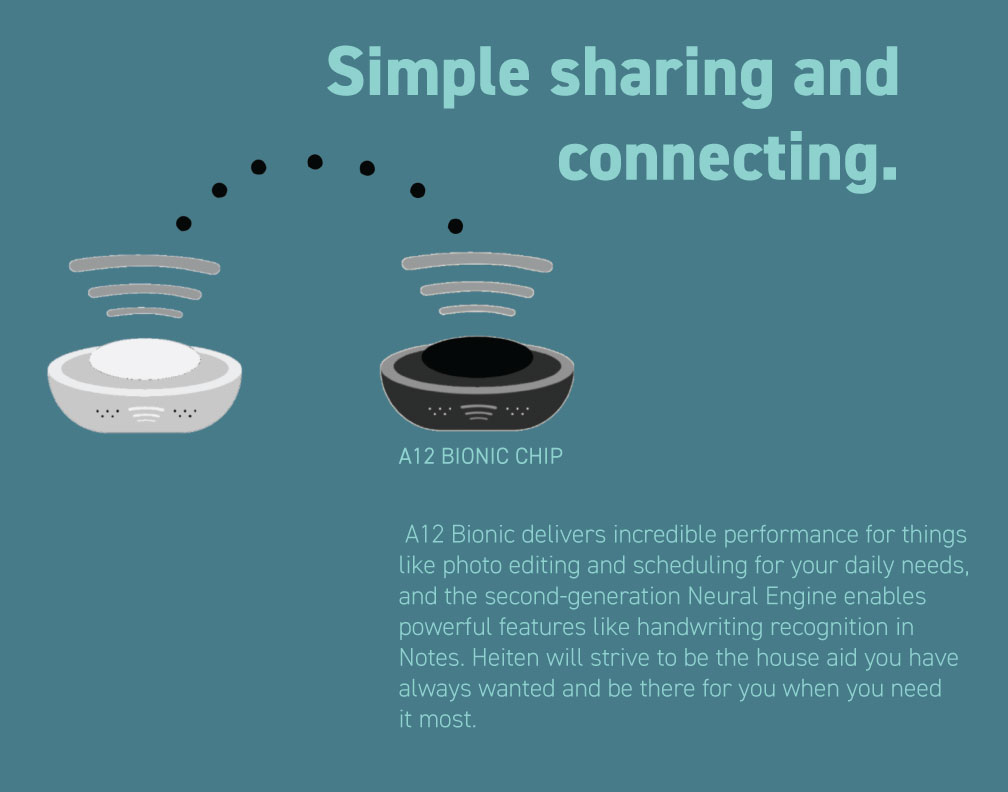 Simple sharing and
connecting.
A12 BIONIC CHIP
A12 Bionic delivers incredible performance for things
like photo editing and scheduling for your daily needs,
and the second-generation Neural Engine enables
powerful features like handwriting recognition in
Notes. Heiten will strive to be the house aid you have
always wanted and be there for you when you need
it most.